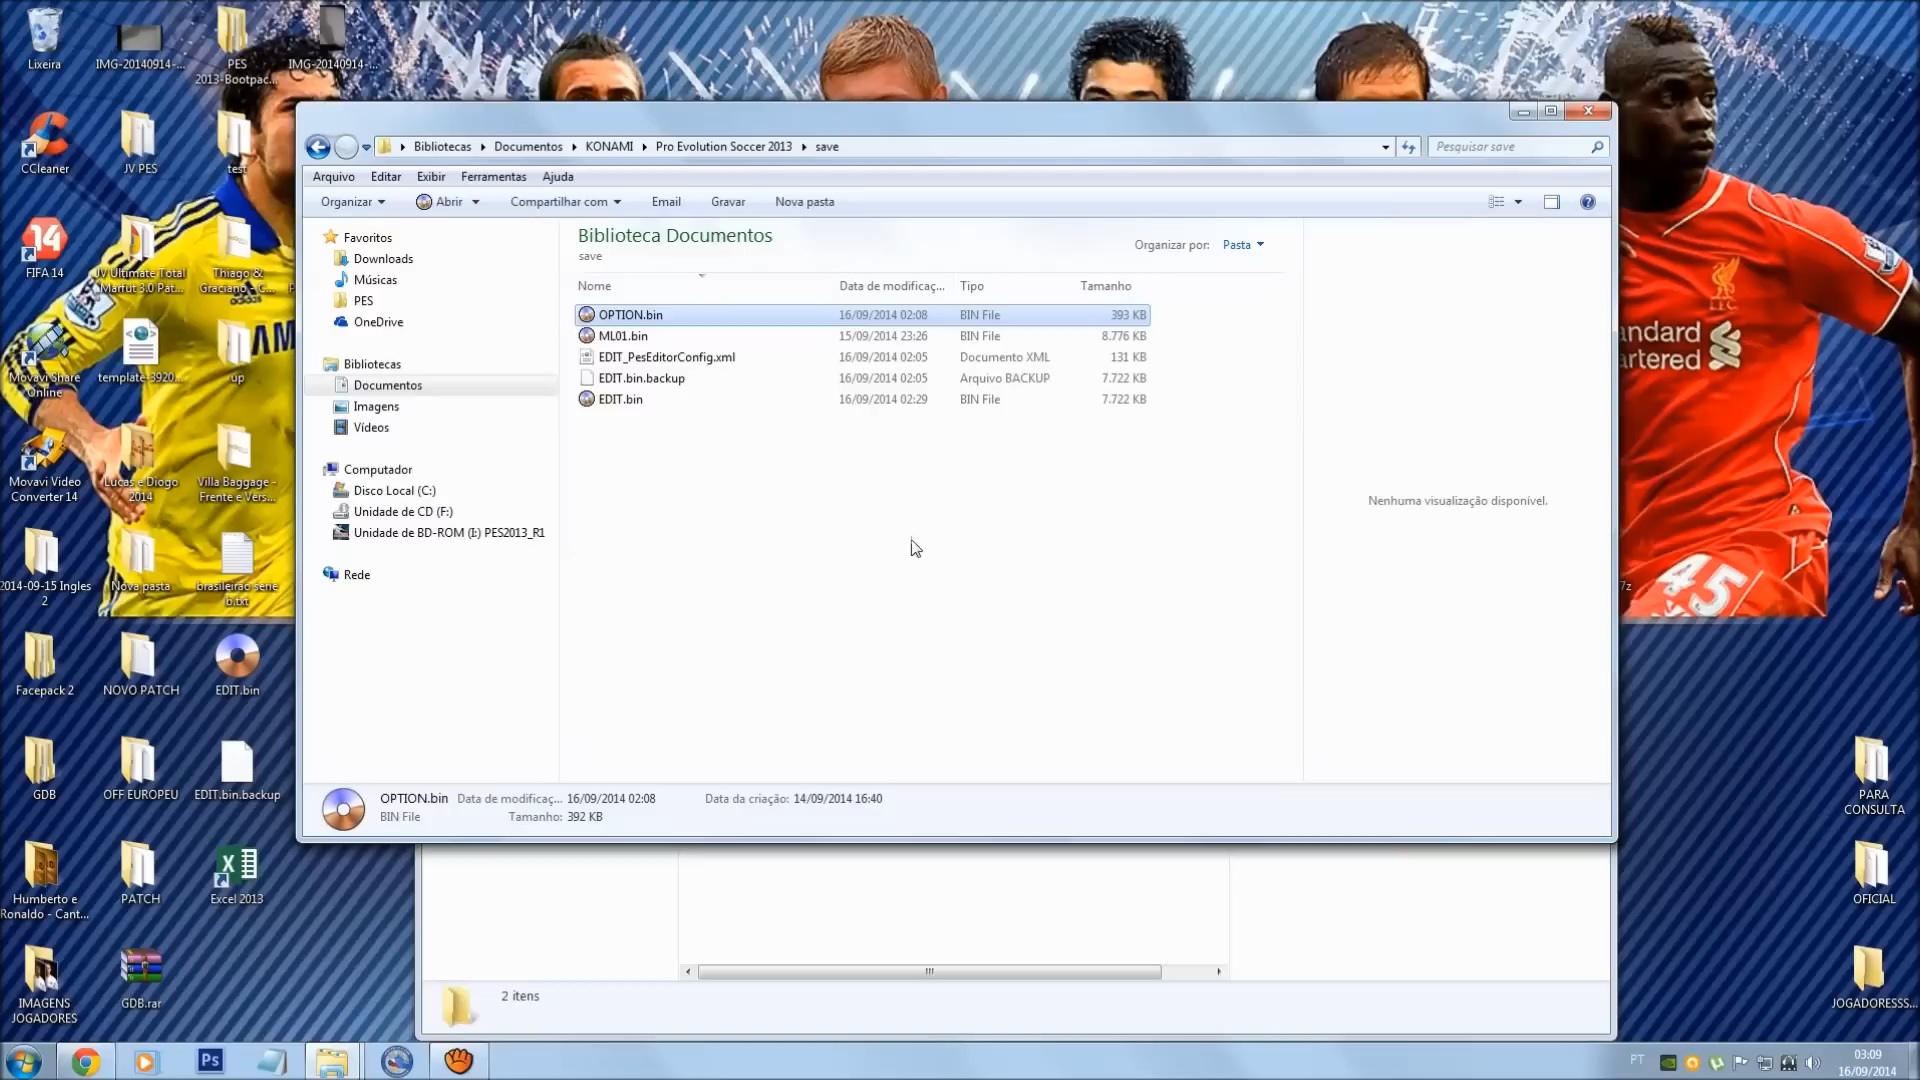 Lixeira
IMG-20140914-...
PES
2013-Bootpac...
IMG-20140914-...
CCleaner
JV PES
test
FIFA 14
JV Ultimate Total
Marfut 3.0 Pat...
Thiago &
Graciano - C...
Movavi Share
Online
template-3920...
up
Movavi Video
Converter 14
Lucas e Diogo
2014
Villa Baggage -
Frente e Vers...
2014-09-15 Ingles
2
Nova pasta
brasileirao serie
b.txt
Facepack 2
NOVO PATCH
EDIT.bin
GDB
OFF EUROPEU
EDIT.bin.backup
Humberto e
Ronaldo - Cant...
PATCH
Excel 2013
IMAGENS
JOGADORES
GDB.rar
Bibliotecas
Documentos
KONAMI
Pro Evolution Soccer 2013
save
Pesquisar save
Arquivo
Editar
Exibir
Ferramentas
Ajuda
Organizar
Abrir
Compartilhar com
Email
Gravar
Nova pasta
Favoritos
Downloads
Músicas
PES
OneDrive
Bibliotecas
Documentos
Imagens
Vídeos
Computador
Disco Local (C:)
Unidade de CD (F:)
Unidade de BD-ROM (I:) PES2013_R1
Rede
Biblioteca Documentos
save
Organizar por: Pasta
Nome Data de modificaç... Tipo Tamanho
OPTION.bin 16/09/2014 02:08 BIN File 393 KB
ML01.bin 15/09/2014 23:26 BIN File 8.776 KB
EDIT_PesEditorConfig.xml 16/09/2014 02:05 Documento XML 131 KB
EDIT.bin.backup 16/09/2014 02:05 Arquivo BACKUP 7.722 KB
EDIT.bin 16/09/2014 02:29 BIN File 7.722 KB
Nenhuma visualização disponível.
OPTION.bin Data de modificaç... 16/09/2014 02:08 Data da criação: 14/09/2014 16:40
BIN File Tamanho: 392 KB
2 itens
adidas
L.F.C.
45
7z
PARA
CONSULTA
OFICIAL
JOGADORESSS...
Ps
PT
03:09
16/09/2014